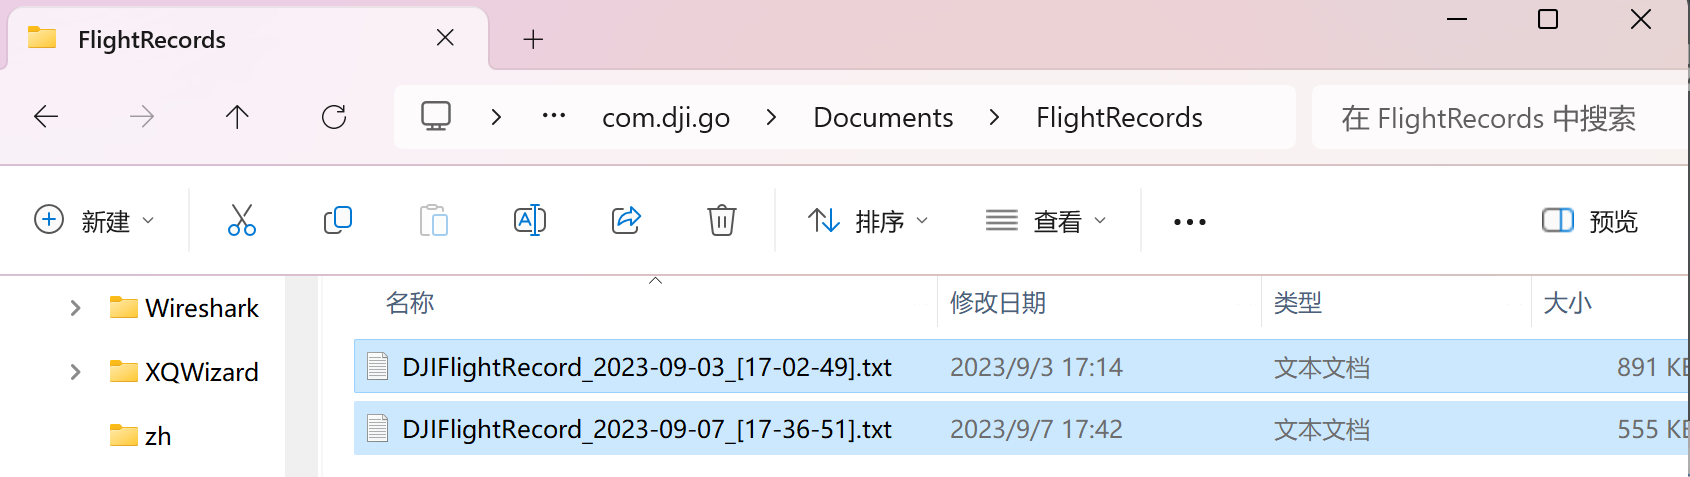 FlightRecords
com.dji.go Documents FlightRecords 在 FlightRecords 中搜索
新建 排序 查看 预览
名称 修改日期 类型 大小
Wireshark
DJIFlightRecord_2023-09-03_[17-02-49].txt 2023/9/3 17:14 文本文档 891 KB
XQWizard
DJIFlightRecord_2023-09-07_[17-36-51].txt 2023/9/7 17:42 文本文档 555 KB
zh